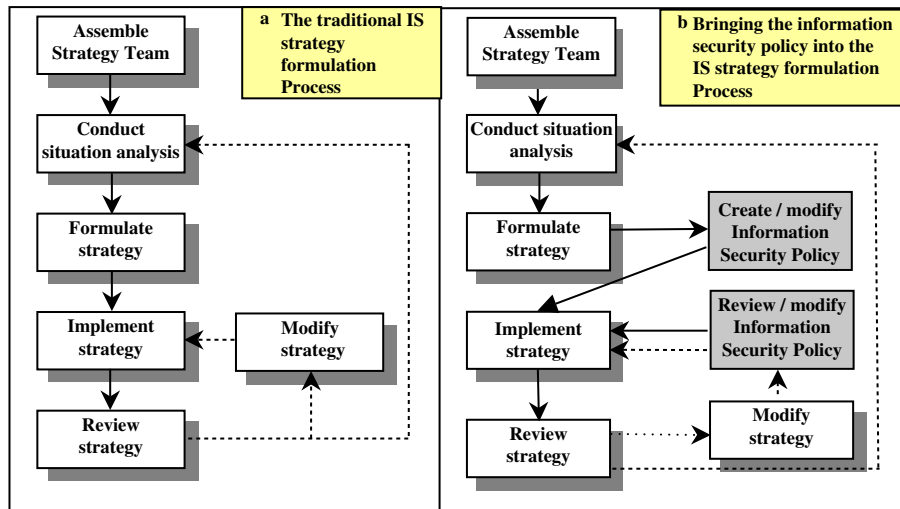 a The traditional IS
strategy
formulation
Process
Assemble
Strategy Team
Conduct
situation analysis
Formulate
strategy
Implement
strategy
Modify
strategy
Review
strategy
b Bringing the information
security policy into the
IS strategy formulation
Process
Assemble
Strategy Team
Conduct situation
analysis
Formulate
strategy
Create / modify
Information
Security Policy
Implement
strategy
Review / modify
Information
Security Policy
Review
strategy
Modify
strategy